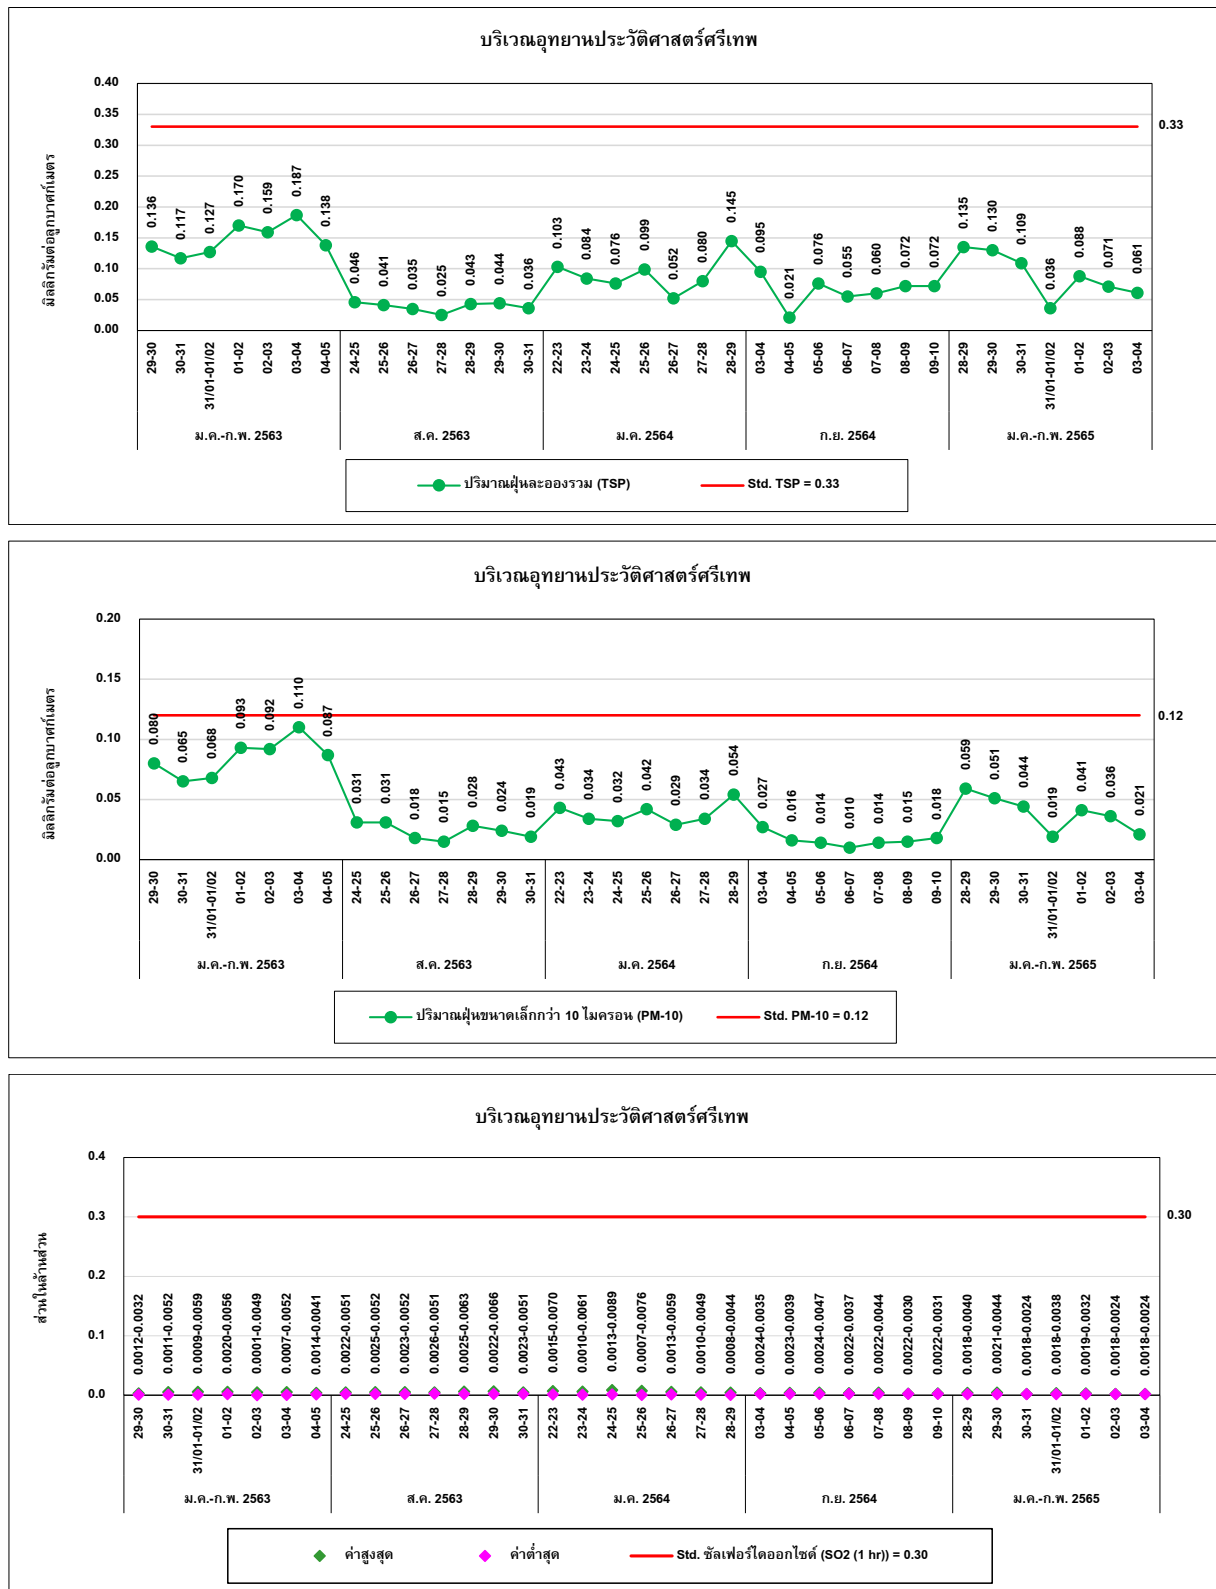 บริเวณอุทยานประวัติศาสตร์ศรีเทพ
มิลลิกรัมต่อลูกบาศก์เมตร
0.40
0.35
0.30
0.25
0.20
0.15
0.10
0.05
0.00
0.33
0.136 0.117 0.127 0.170 0.159 0.187 0.138 0.046 0.041 0.035 0.025 0.043 0.044 0.036 0.103 0.084 0.076 0.099 0.052 0.080 0.145 0.095 0.021 0.076 0.055 0.060 0.072 0.072 0.135 0.130 0.109 0.036 0.088 0.071 0.061
29-30 30-31 31/01-01/02 01-02 02-03 03-04 04-05 24-25 25-26 26-27 27-28 28-29 29-30 30-31 22-23 23-24 24-25 25-26 26-27 27-28 28-29 03-04 04-05 05-06 06-07 07-08 08-09 09-10 28-29 29-30 30-31 31/01-01/02 01-02 02-03 03-04
ม.ค.-ก.พ. 2563 ส.ค. 2563 ม.ค. 2564 ก.ย. 2564 ม.ค.-ก.พ. 2565
ปริมาณฝุ่นละอองรวม (TSP) Std. TSP = 0.33
บริเวณอุทยานประวัติศาสตร์ศรีเทพ
มิลลิกรัมต่อลูกบาศก์เมตร
0.20
0.15
0.10
0.05
0.00
0.12
0.080 0.065 0.068 0.093 0.092 0.110 0.087 0.031 0.031 0.018 0.015 0.028 0.024 0.019 0.043 0.034 0.032 0.042 0.029 0.034 0.054 0.027 0.016 0.014 0.010 0.014 0.015 0.018 0.059 0.051 0.044 0.019 0.041 0.036 0.021
29-30 30-31 31/01-01/02 01-02 02-03 03-04 04-05 24-25 25-26 26-27 27-28 28-29 29-30 30-31 22-23 23-24 24-25 25-26 26-27 27-28 28-29 03-04 04-05 05-06 06-07 07-08 08-09 09-10 28-29 29-30 30-31 31/01-01/02 01-02 02-03 03-04
ม.ค.-ก.พ. 2563 ส.ค. 2563 ม.ค. 2564 ก.ย. 2564 ม.ค.-ก.พ. 2565
ปริมาณฝุ่นขนาดเล็กกว่า 10 ไมครอน (PM-10) Std. PM-10 = 0.12
บริเวณอุทยานประวัติศาสตร์ศรีเทพ
ส่วนในล้านส่วน
0.4
0.3
0.2
0.1
0.0
0.30
0.0012-0.0032 0.0011-0.0052 0.0009-0.0059 0.0020-0.0056 0.0001-0.0049 0.0007-0.0052 0.0014-0.0041 0.0022-0.0051 0.0025-0.0052 0.0023-0.0052 0.0026-0.0051 0.0025-0.0063 0.0022-0.0066 0.0023-0.0051 0.0015-0.0070 0.0010-0.0061 0.0013-0.0089 0.0007-0.0076 0.0013-0.0059 0.0010-0.0049 0.0008-0.0044 0.0024-0.0035 0.0023-0.0039 0.0024-0.0047 0.0022-0.0037 0.0022-0.0044 0.0022-0.0030 0.0022-0.0031 0.0018-0.0040 0.0021-0.0044 0.0018-0.0024 0.0018-0.0038 0.0019-0.0032 0.0018-0.0024 0.0018-0.0024
29-30 30-31 31/01-01/02 01-02 02-03 03-04 04-05 24-25 25-26 26-27 27-28 28-29 29-30 30-31 22-23 23-24 24-25 25-26 26-27 27-28 28-29 03-04 04-05 05-06 06-07 07-08 08-09 09-10 28-29 29-30 30-31 31/01-01/02 01-02 02-03 03-04
ม.ค.-ก.พ. 2563 ส.ค. 2563 ม.ค. 2564 ก.ย. 2564 ม.ค.-ก.พ. 2565
ค่าสูงสุด ค่าต่ำสุด Std. ซัลเฟอร์ไดออกไซด์ (SO2 (1 hr)) = 0.30